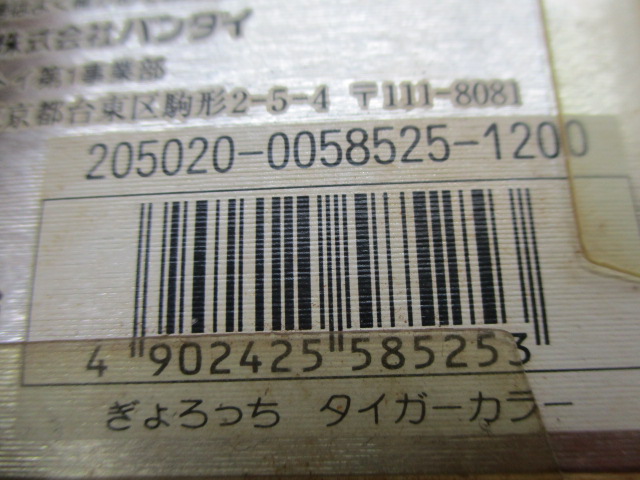 株式会社バンダイ
第1事業部
京都台東区駒形2-5-4 〒111-8081
205020-0058525-1200
4 902425 585253
ぎょろっち タイガーカラー